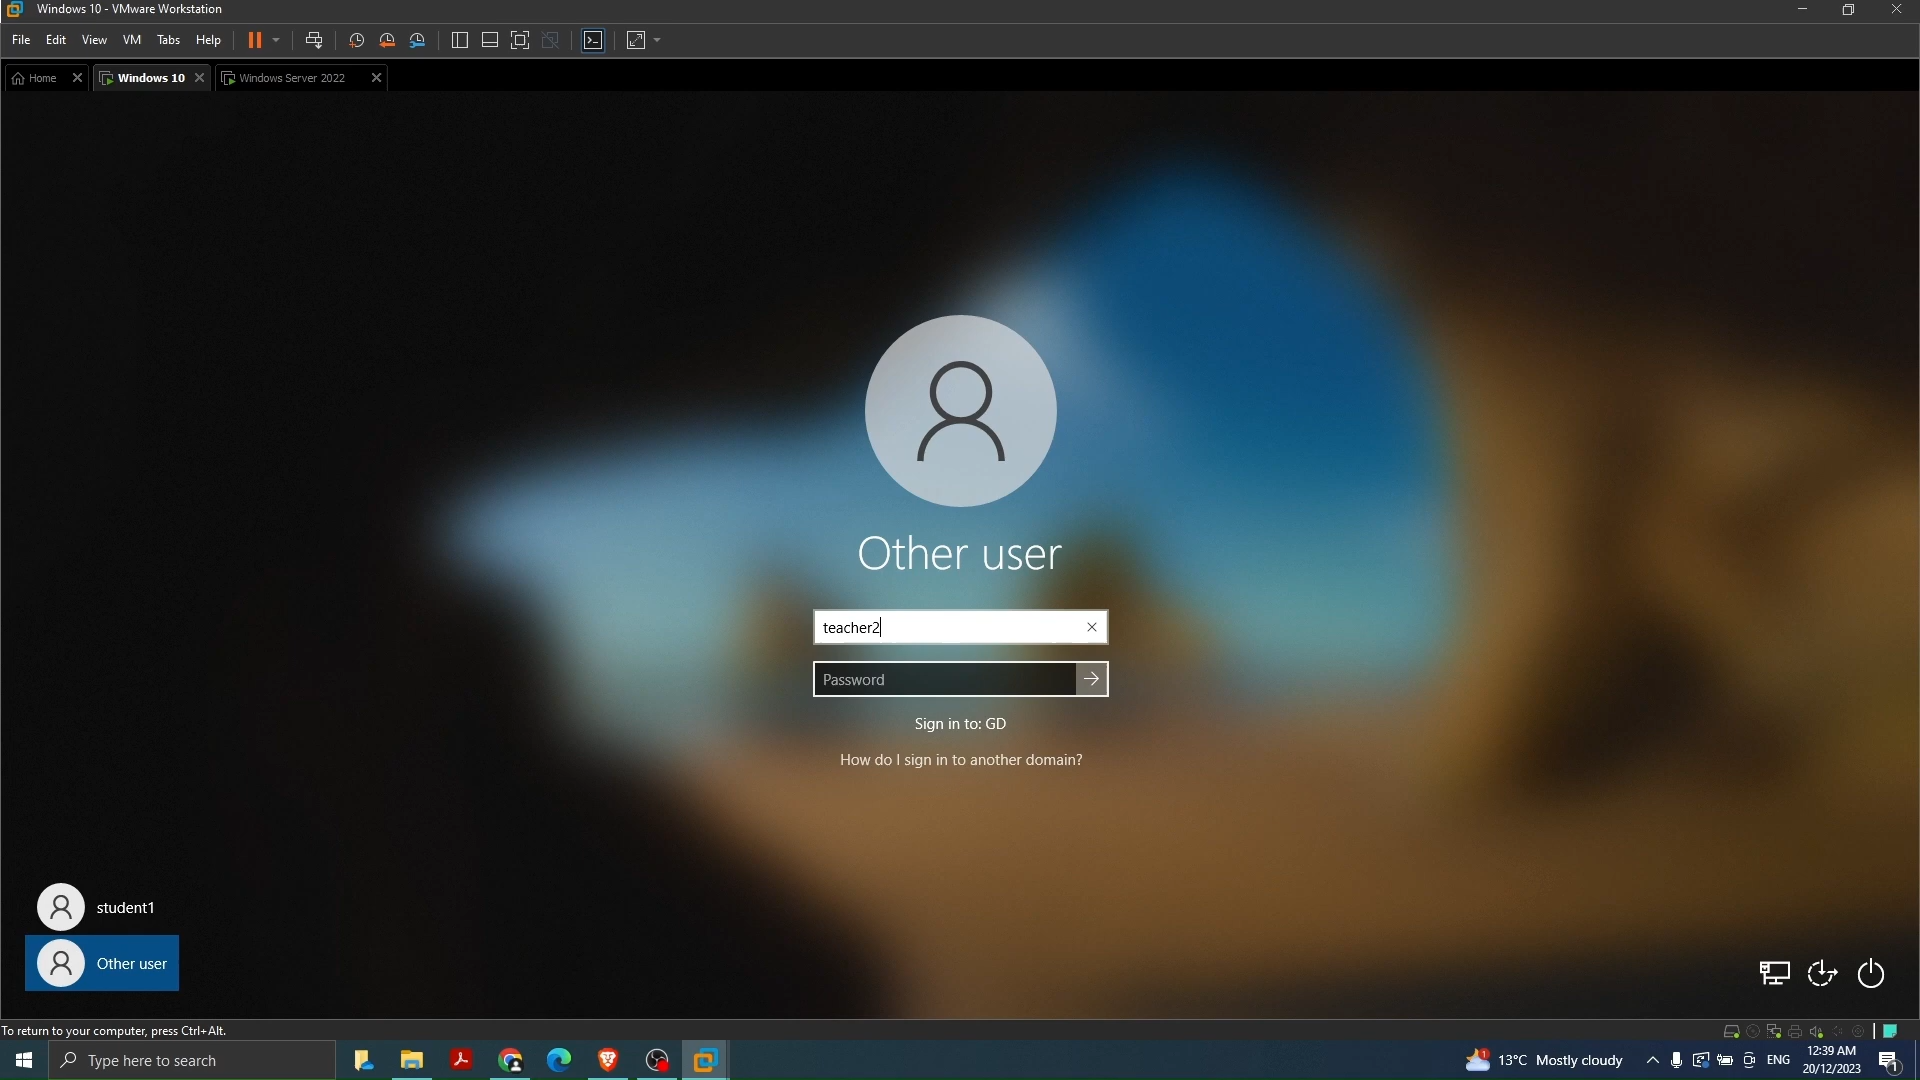 Windows 10 - VMware Workstation
File Edit View VM Tabs Help
Home Windows 10 Windows Server 2022
Other user
teacher2
Password
Sign in to: GD
How do I sign in to another domain?
student1
Other user
To return to your computer, press Ctrl+Alt.
Type here to search
1
13°C Mostly cloudy
ENG
12:39 AM
20/12/2023
1